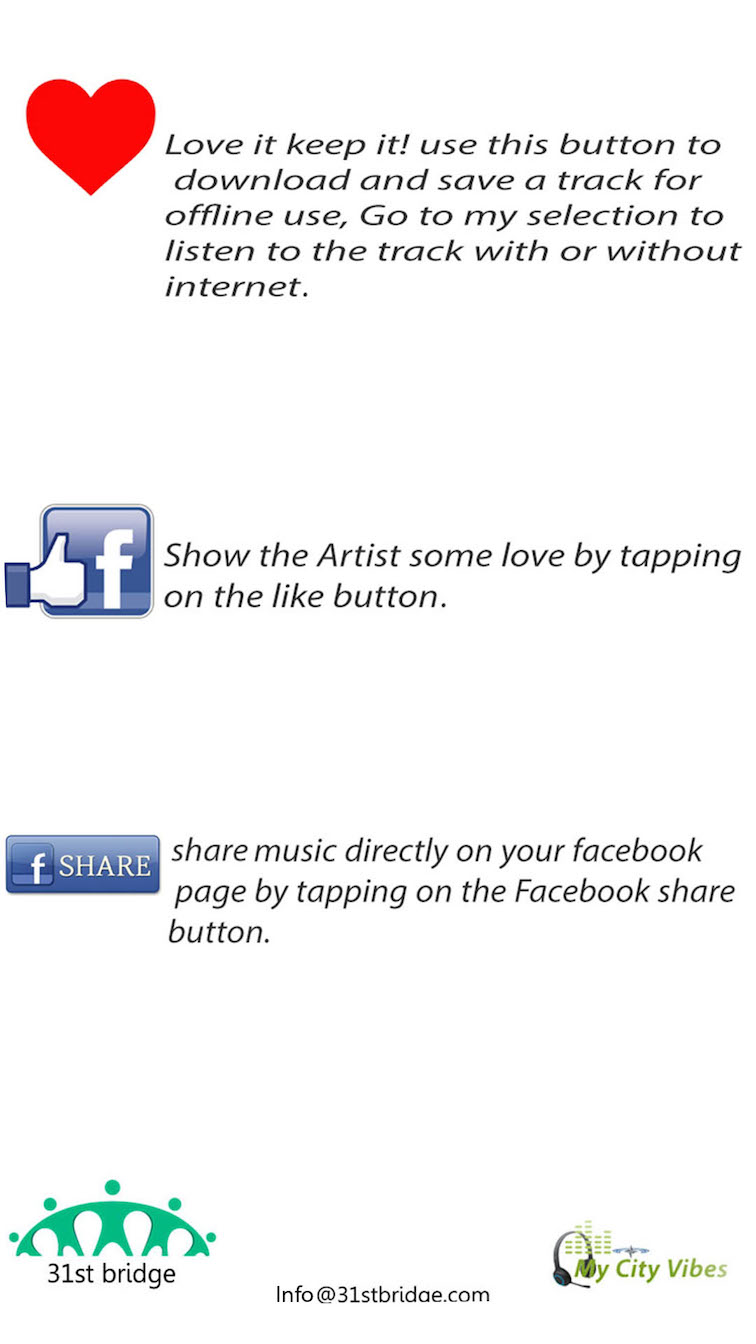 Love it keep it! use this button to
download and save a track for
offline use, Go to my selection to
listen to the track with or without
internet.
f
Show the Artist some love by tapping
on the like button.
f SHARE
share music directly on your facebook
page by tapping on the Facebook share
button.
31st bridge
Info@31stbridge.com
My City Vibes